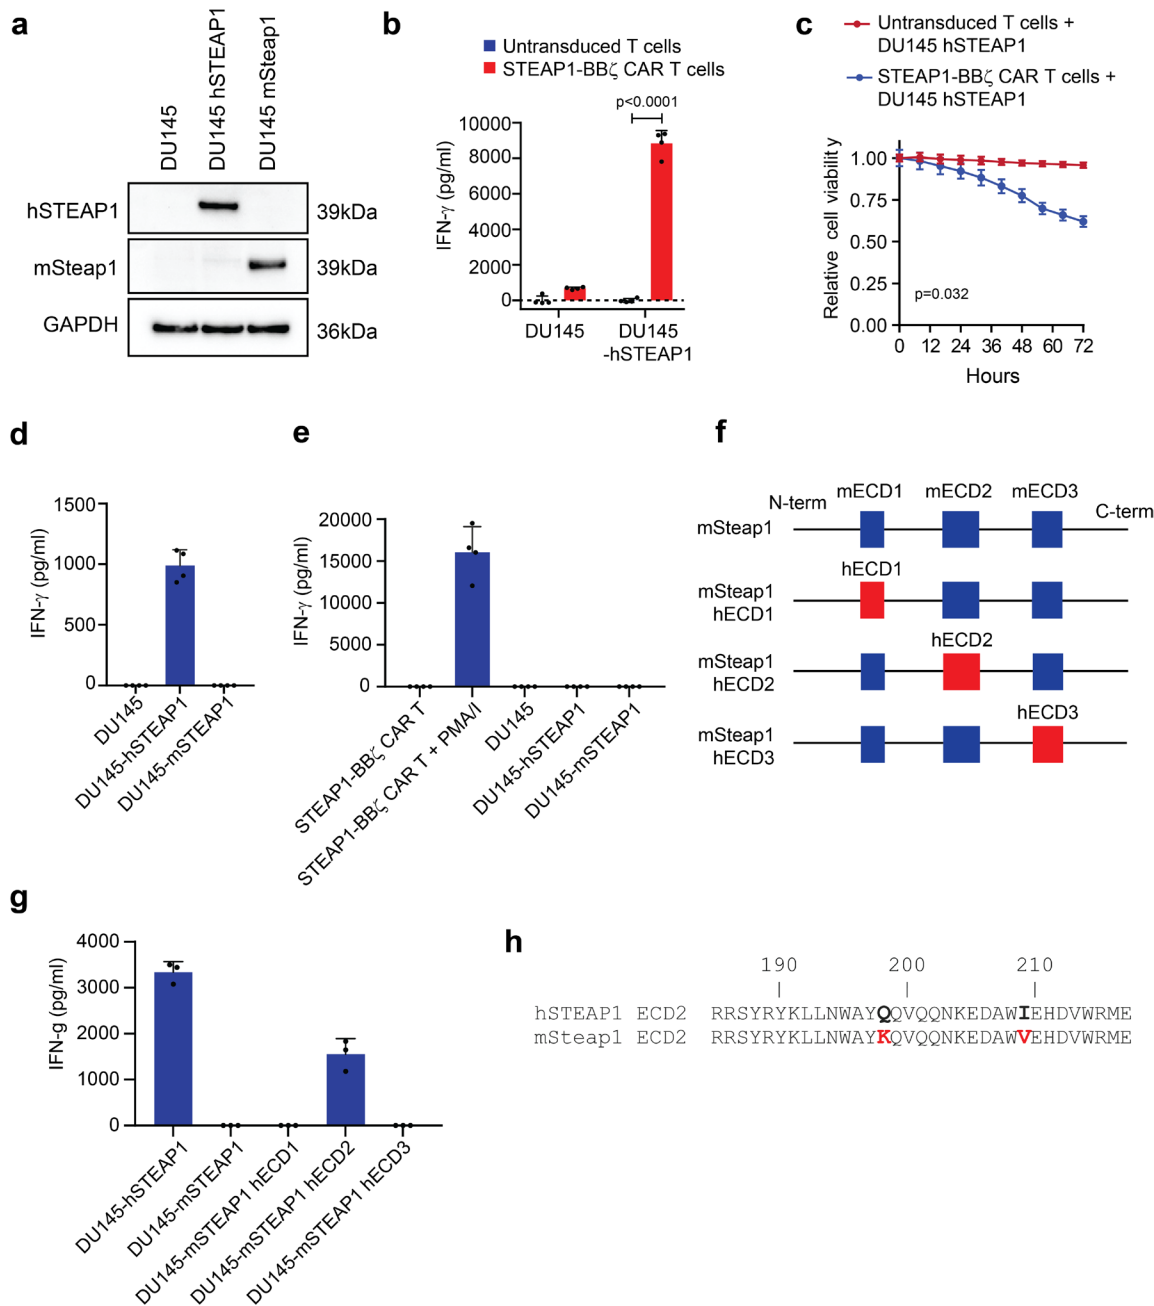 a
DU145
DU145 hSTEAP1
DU145 mSteap1
hSTEAP1
39kDa
mSteap1
39kDa
GAPDH
36kDa
b
Untransduced T cells
STEAP1-BBζ CAR T cells
p<0.0001
IFN-γ (pg/ml)
10000
8000
6000
4000
2000
0
DU145
DU145
-hSTEAP1
c
Untransduced T cells +
DU145 hSTEAP1
STEAP1-BBζ CAR T cells +
DU145 hSTEAP1
Relative cell viability
1.00
0.75
0.50
0.25
0.00
p=0.032
0 12 24 36 48 60 72
Hours
d
IFN-γ (pg/ml)
1500
1000
500
0
DU145
DU145-hSTEAP1
DU145-mSTEAP1
e
IFN-γ (pg/ml)
20000
15000
10000
5000
0
STEAP1-BBζ CAR T
STEAP1-BBζ CAR T + PMA/I
DU145
DU145-hSTEAP1
DU145-mSTEAP1
f
mECD1 mECD2 mECD3
N-term
C-term
mSteap1
hECD1
mSteap1
hECD1
hECD2
mSteap1
hECD2
hECD3
mSteap1
hECD3
g
IFN-g (pg/ml)
4000
3000
2000
1000
0
DU145-hSTEAP1
DU145-mSTEAP1
DU145-mSTEAP1 hECD1
DU145-mSTEAP1 hECD2
DU145-mSTEAP1 hECD3
h
190 200 210
hSTEAP1 ECD2 RRSYRYKLLNWAYQQVQQNKEDAWIEHDVWRME
mSteap1 ECD2 RRSYRYKLLNWAYKQVQQNKEDAWVEHDVWRME